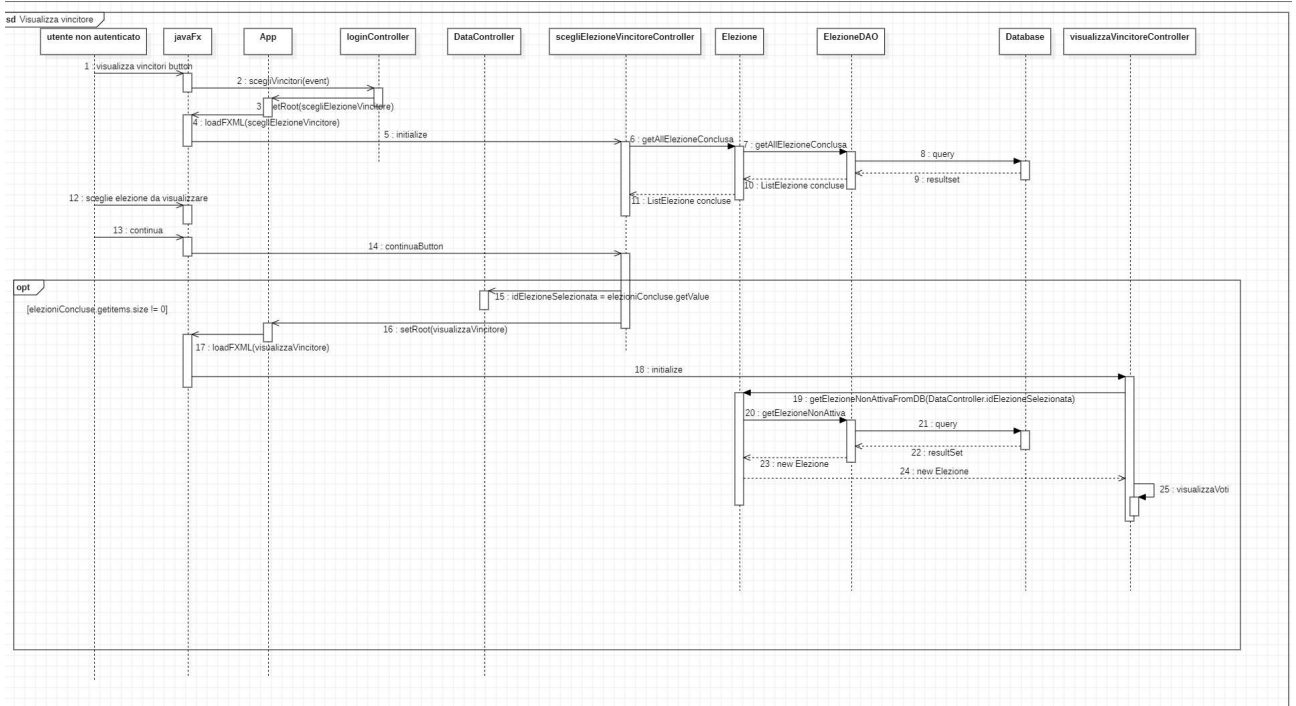 sd Visualizza vincitore
utente non autenticato
javaFx
App
loginController
DataController
scegliElezioneVincitoreController
Elezione
ElezioneDAO
Database
visualizzaVincitoreController
1 : visualizza vincitori button
2 : scegliVincitori(event)
3 : setRoot(scegliElezioneVincitore)
4 : loadFXML(scegliElezioneVincitore)
5 : initialize
6 : getAllElezioneConclusa
7 : getAllElezioneConclusa
8 : query
9 : resultset
10 : ListElezione concluse
11 : ListElezione concluse
12 : sceglie elezione da visualizzare
13 : continua
14 : continuaButton
opt
[elezioniConcluse.getitems.size != 0]
15 : idElezioneSelezionata = elezioniConcluse.getValue
16 : setRoot(visualizzaVincitore)
17 : loadFXML(visualizzaVincitore)
18 : initialize
19 : getElezioneNonAttivaFromDB(DataController.idElezioneSelezionata)
20 : getElezioneNonAttiva
21 : query
22 : resultSet
23 : new Elezione
24 : new Elezione
25 : visualizzaVoti